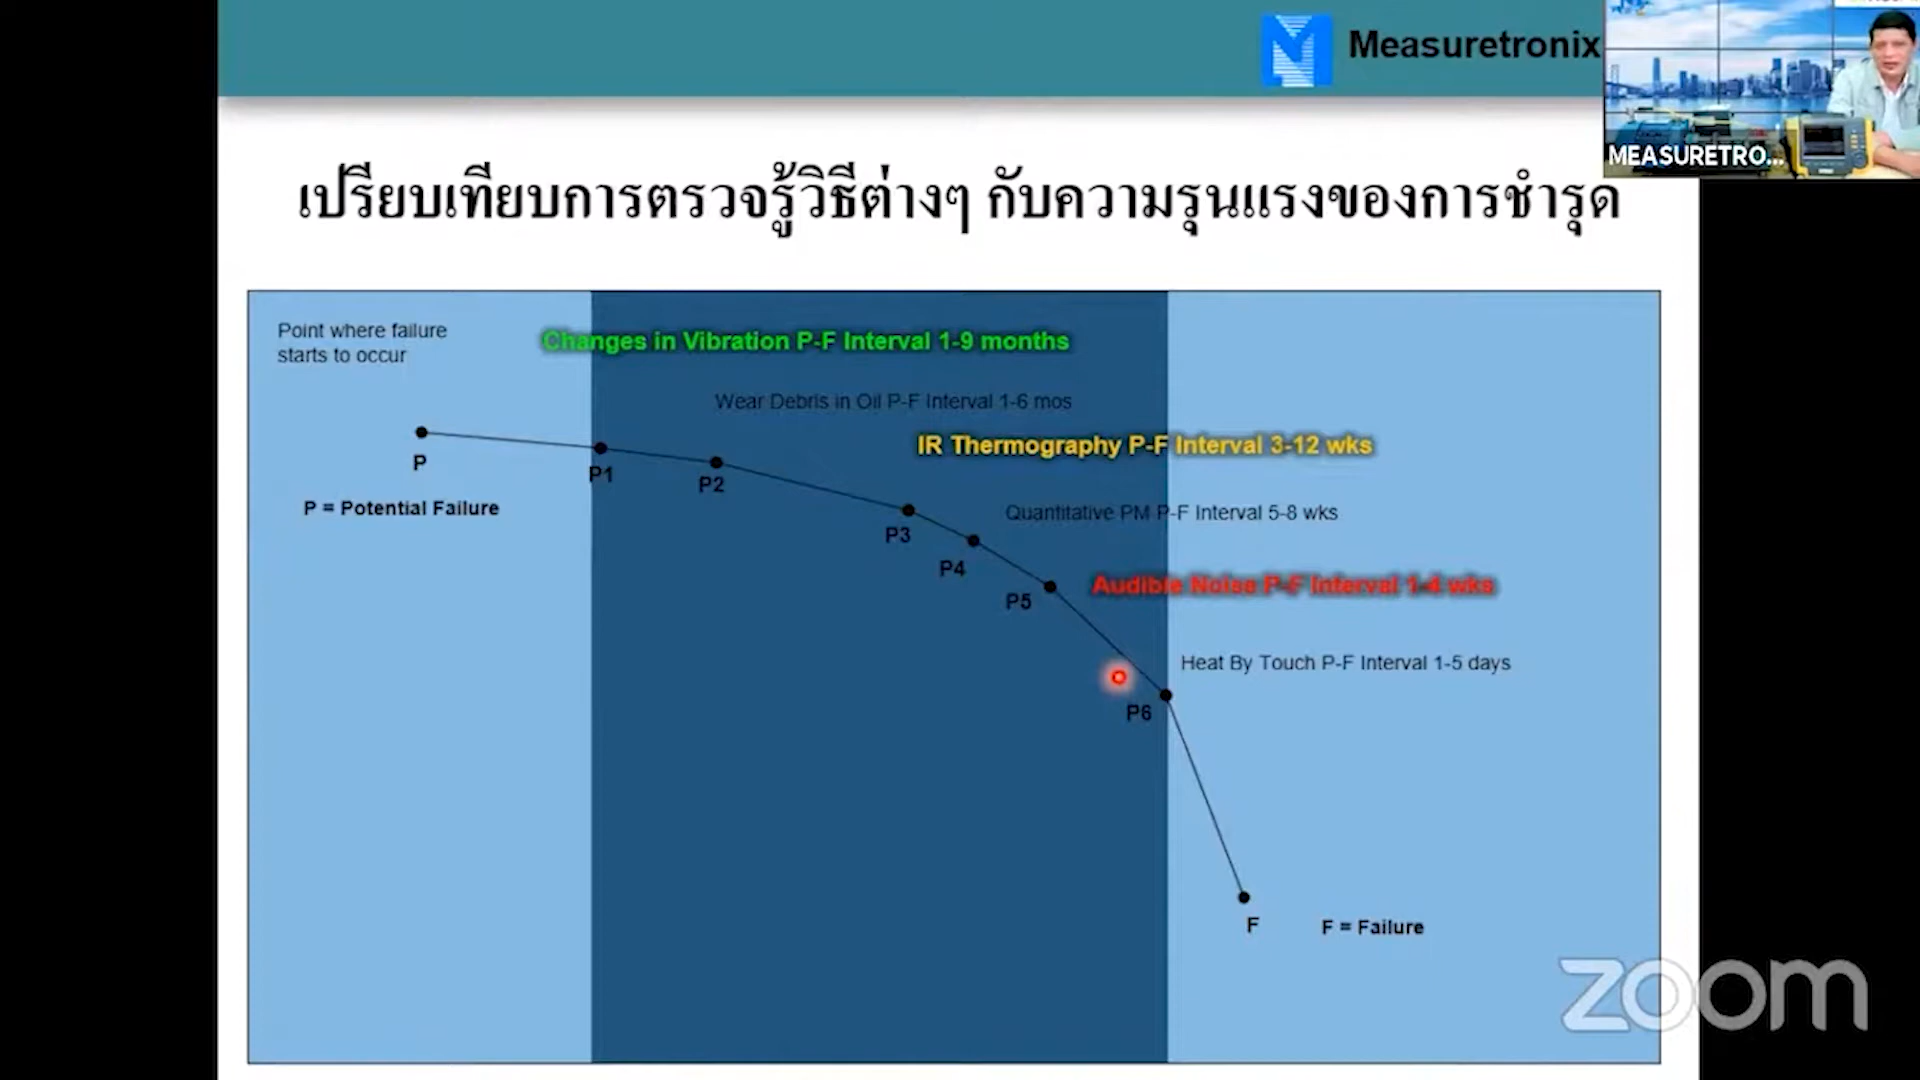 Measuretronix
MEASURETRO...
เปรียบเทียบการตรวจรู้วิธีต่างๆ กับความรุนแรงของการชำรุด
Point where failure
starts to occur
Changes in Vibration P-F Interval 1-9 months
Wear Debris in Oil P-F Interval 1-6 mos
IR Thermography P-F Interval 3-12 wks
P
P1
P2
P = Potential Failure
Quantitative PM P-F Interval 5-8 wks
P3
P4
Audible Noise P-F Interval 1-4 wks
P5
Heat By Touch P-F Interval 1-5 days
P6
F
F = Failure
zoom